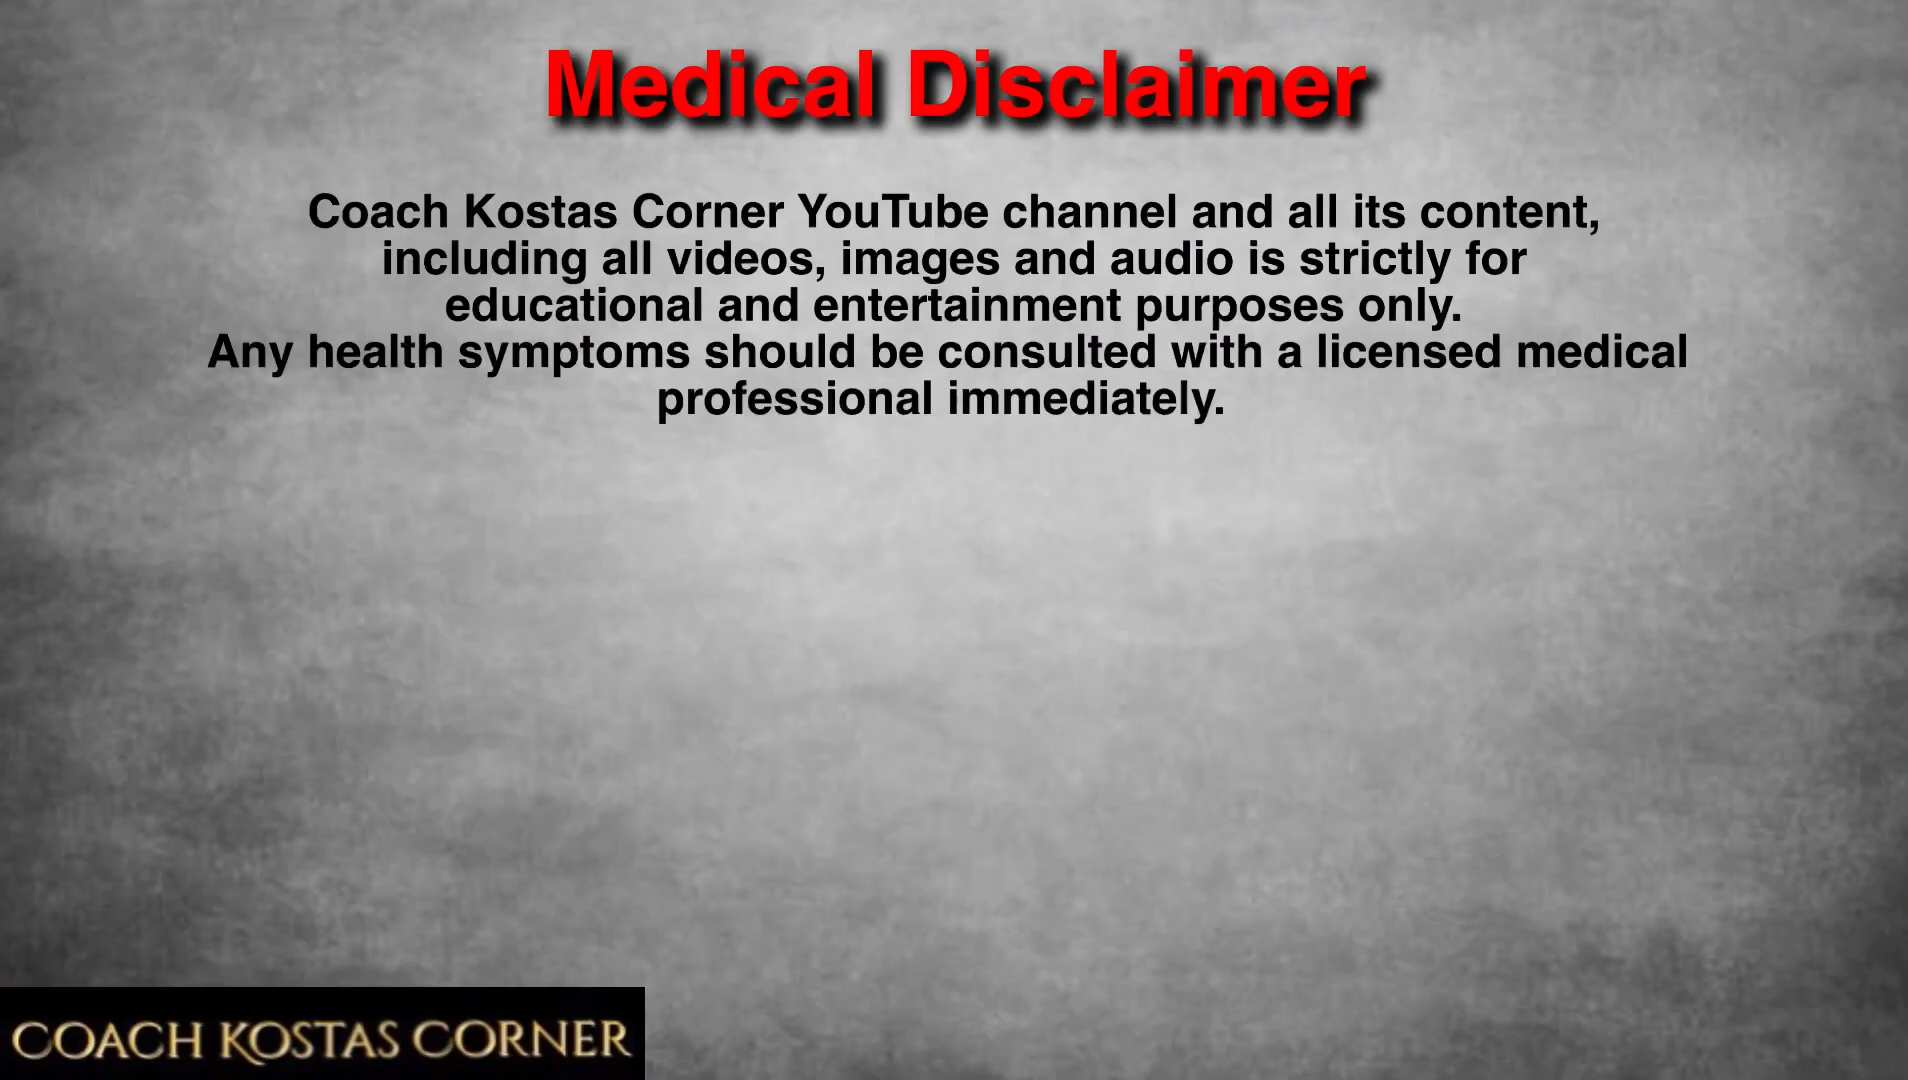 Medical Disclaimer
Coach Kostas Corner YouTube channel and all its content,
including all videos, images and audio is strictly for
educational and entertainment purposes only.
Any health symptoms should be consulted with a licensed medical
professional immediately.
COACH KOSTAS CORNER